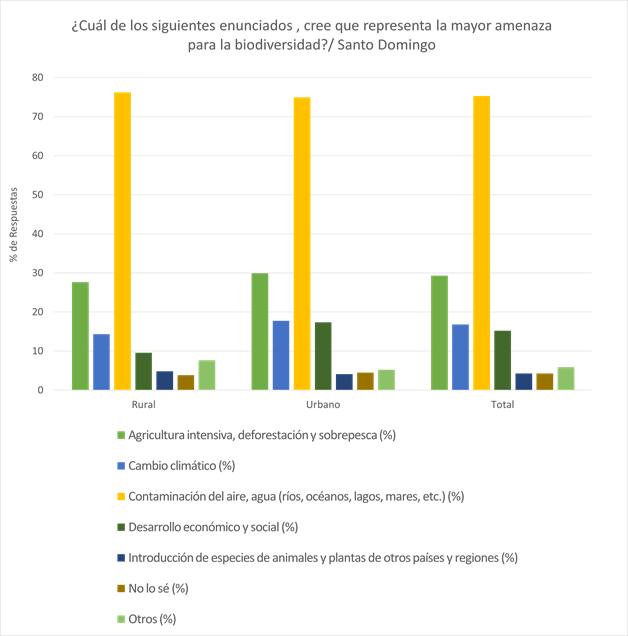 ¿Cuál de los siguientes enunciados , cree que representa la mayor amenaza
para la biodiversidad?/ Santo Domingo
80
70
60
50
40
30
20
10
0
% de Respuestas
Rural
Urbano
Total
Agricultura intensiva, deforestación y sobrepesca (%)
Cambio climático (%)
Contaminación del aire, agua (ríos, océanos, lagos, mares, etc.) (%)
Desarrollo económico y social (%)
Introducción de especies de animales y plantas de otros países y regiones (%)
No lo sé (%)
Otros (%)